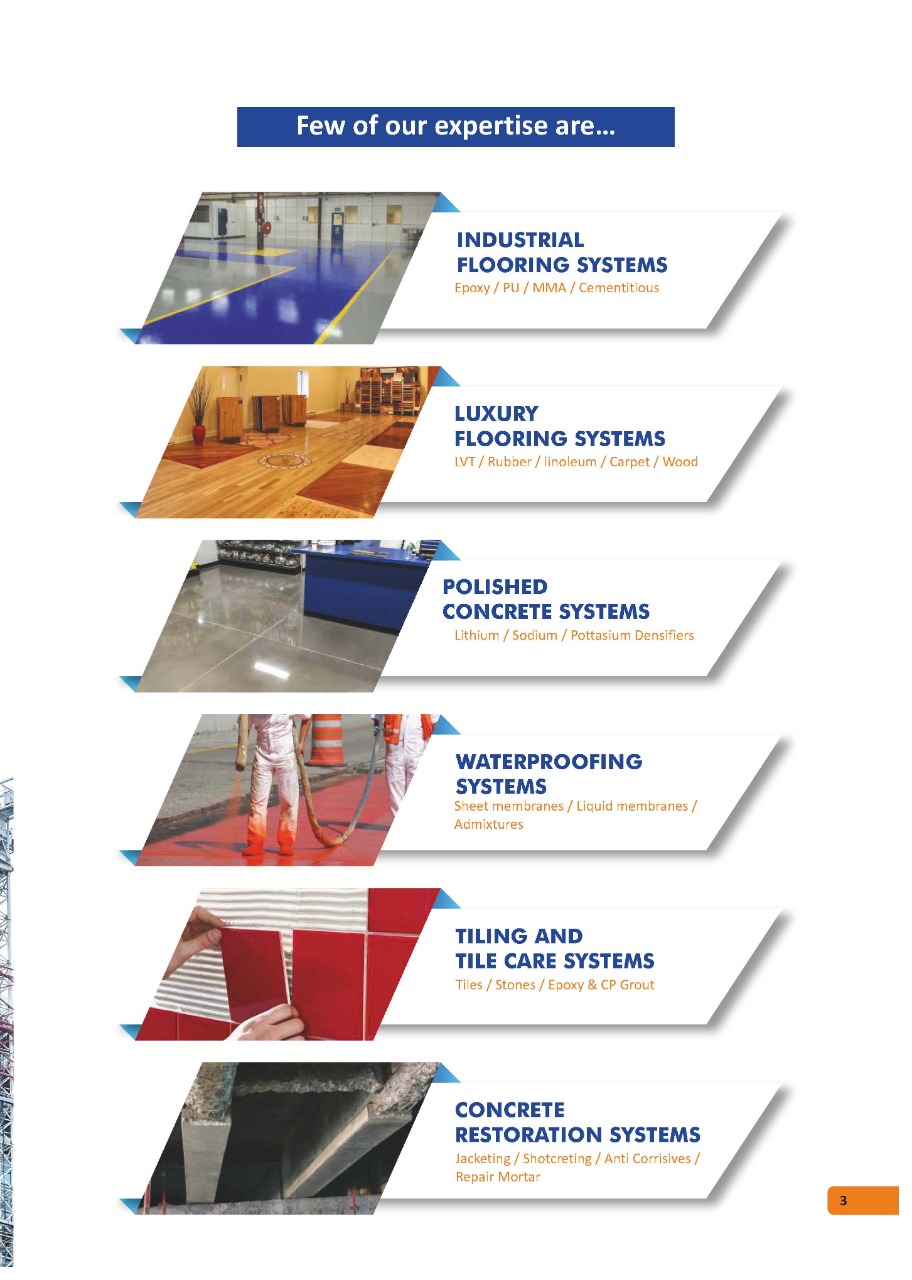 Few of our expertise are...
INDUSTRIAL
FLOORING SYSTEMS
Epoxy / PU / MMA / Cementitious
LUXURY
FLOORING SYSTEMS
LVT / Rubber / linoleum / Carpet / Wood
POLISHED
CONCRETE SYSTEMS
Lithium / Sodium / Pottasium Densifiers
WATERPROOFING
SYSTEMS
Sheet membranes / Liquid membranes /
Admixtures
TILING AND
TILE CARE SYSTEMS
Tiles / Stones / Epoxy & CP Grout
CONCRETE
RESTORATION SYSTEMS
Jacketing / Shotcreting / Anti Corrisives /
Repair Mortar
3